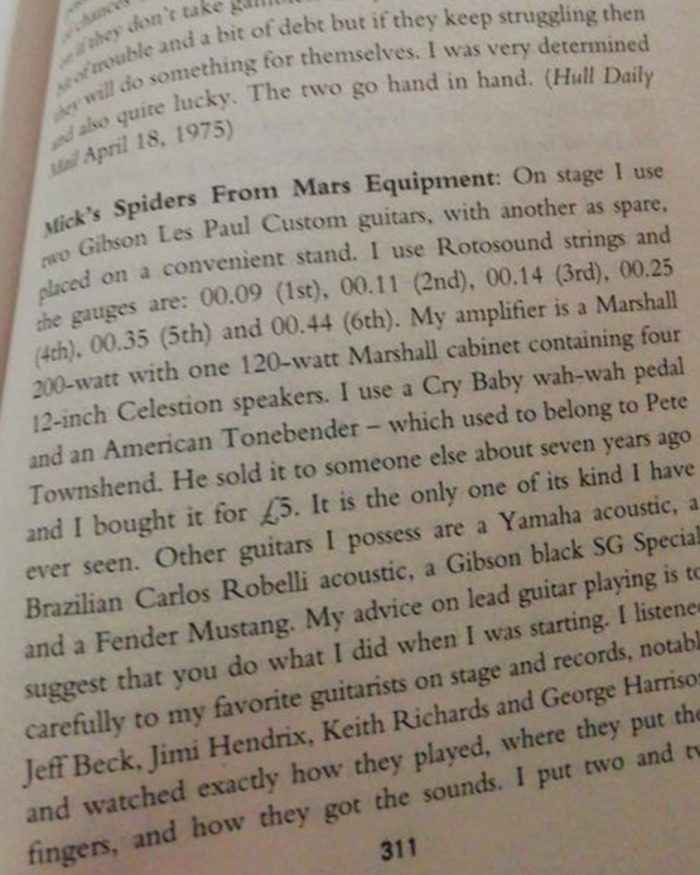 chances
if they don't take
of trouble and a bit of debt but if they keep struggling then
they will do something for themselves. I was very determined
and also quite lucky. The two go hand in hand. (Hull Daily
Mail April 18, 1975)
Mick's Spiders From Mars Equipment: On stage I use
two Gibson Les Paul Custom guitars, with another as spare,
placed on a convenient stand. I use Rotosound strings and
the gauges are: 00.09 (1st), 00.11 (2nd), 00.14 (3rd), 00.25
(4th), 00.35 (5th) and 00.44 (6th). My amplifier is a Marshall
200-watt with one 120-watt Marshall cabinet containing four
12-inch Celestion speakers. I use a Cry Baby wah-wah pedal
and an American Tonebender – which used to belong to Pete
Townshend. He sold it to someone else about seven years ago
and I bought it for £5. It is the only one of its kind I have
ever seen. Other guitars I possess are a Yamaha acoustic, a
Brazilian Carlos Robelli acoustic, a Gibson black SG Special
and a Fender Mustang. My advice on lead guitar playing is to
suggest that you do what I did when I was starting. I listened
carefully to my favorite guitarists on stage and records, notabl
Jeff Beck, Jimi Hendrix, Keith Richards and George Harrison
and watched exactly how they played, where they put the
fingers, and how they got the sounds. I put two and tw
311